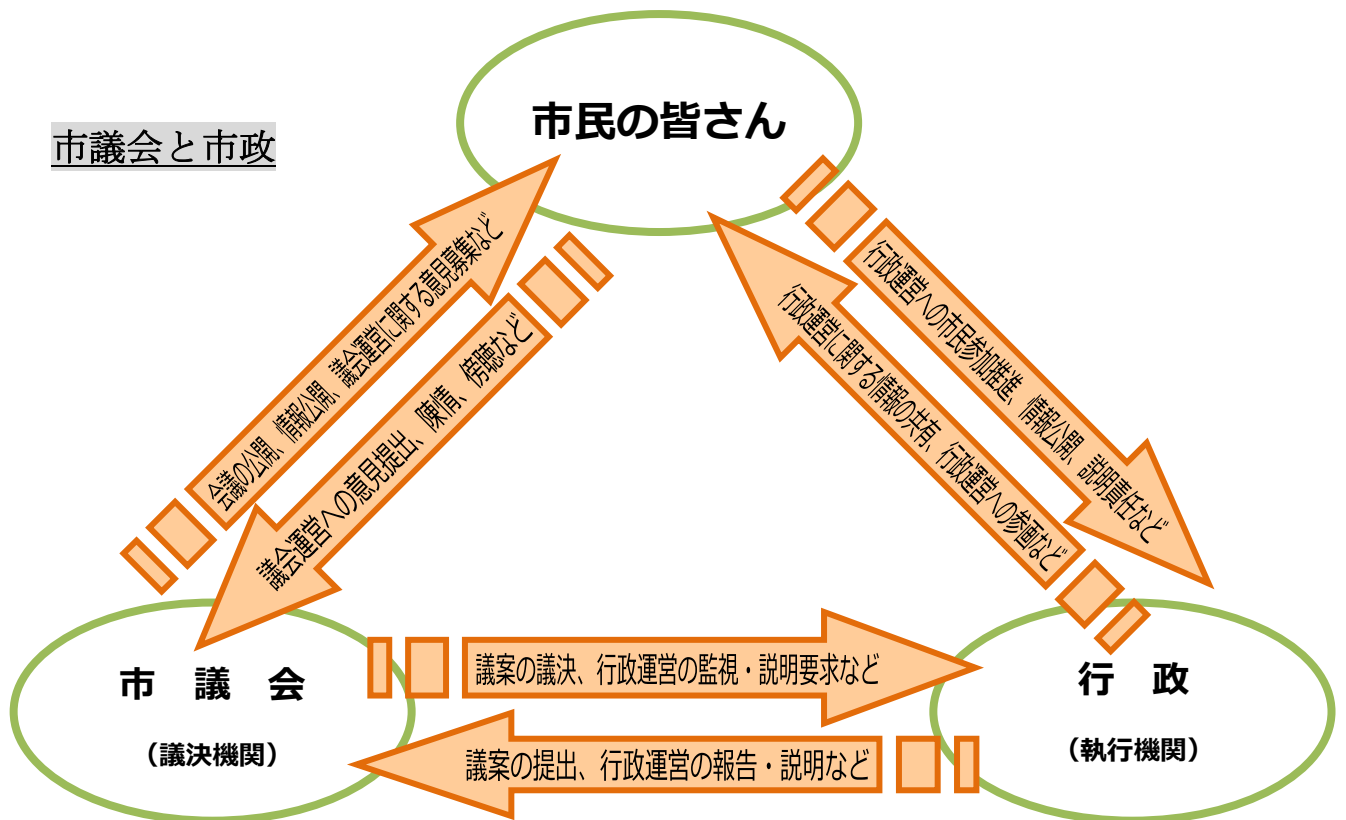 市民の皆さん
市議会と市政
会議の公開、情報公開、議会運営に関する意見募集など
議会運営への意見提出、陳情、傍聴など
行政運営への市民参加推進、情報公開、説明責任など
行政運営に関する情報の共有、行政運営への参画など
市　議　会
（議決機関）
議案の議決、行政運営の監視・説明要求など
議案の提出、行政運営の報告・説明など
行　政
（執行機関）